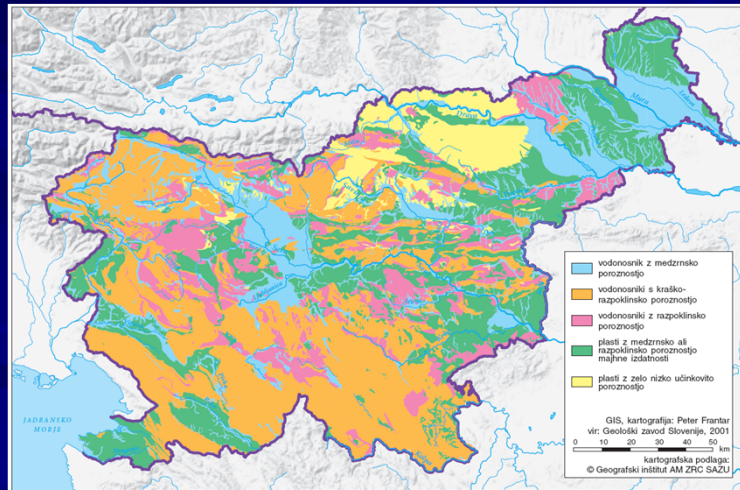 Mura
Drava
JADRANSKO
MORJE
vodonosnik z medzrnsko
poroznostjo
vodonosniki s kraško-
razpoklinsko poroznostjo
vodonosniki z razpoklinsko
poroznostjo
plasti z medzrnsko ali
razpoklinsko poroznostjo
majhne izdatnosti
plasti z zelo nizko učinkovito
poroznostjo
GIS, kartografija: Peter Frantar
vir: Geološki zavod Slovenije, 2001
0 10 20 30 40 50 km
kartografska podlaga:
© Geografski inštitut AM ZRC SAZU